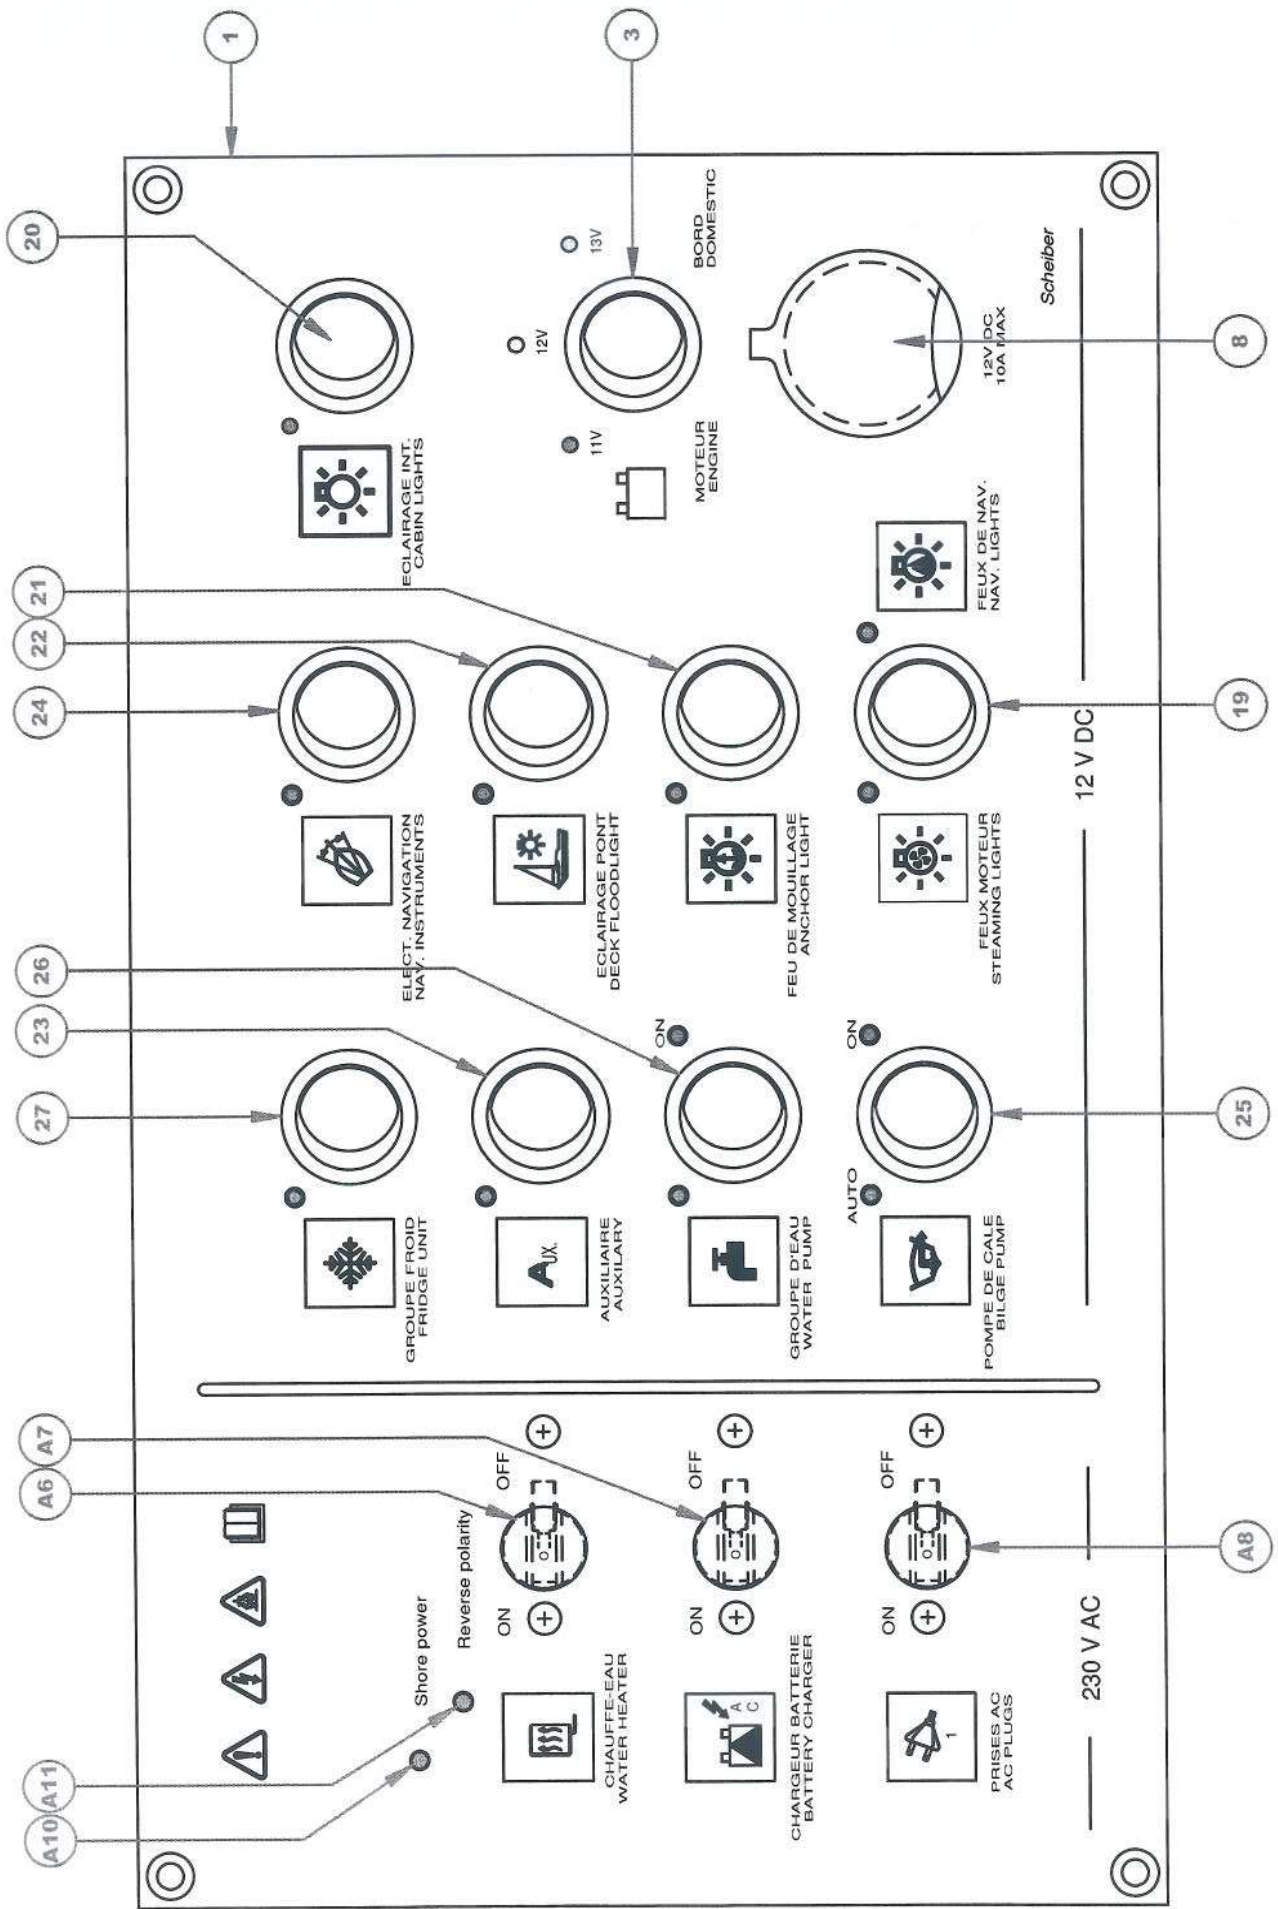 A10
A11
A6
A7
27
23
26
24
22
21
20
1
3
Shore power
Reverse polarity
CHAUFFE-EAU
WATER HEATER
ON
OFF
A
C
CHARGEUR BATTERIE
BATTERY CHARGER
ON
OFF
1
PRISES AC
AC PLUGS
ON
OFF
230 V AC
GROUPE FROID
FRIDGE UNIT
AUX.
AUXILIAIRE
AUXILARY
ON
GROUPE D'EAU
WATER PUMP
AUTO
ON
POMPE DE CALE
BILGE PUMP
ELECT. NAVIGATION
NAV. INSTRUMENTS
ECLAIRAGE PONT
DECK FLOODLIGHT
FEU DE MOUILLAGE
ANCHOR LIGHT
FEUX MOTEUR
STEAMING LIGHTS
FEUX DE NAV.
NAV. LIGHTS
12 V DC
ECLAIRAGE INT.
CABIN LIGHTS
11V
12V
13V
MOTEUR
ENGINE
BORD
DOMESTIC
12V DC
10A MAX
Scheiber
A8
25
19
8